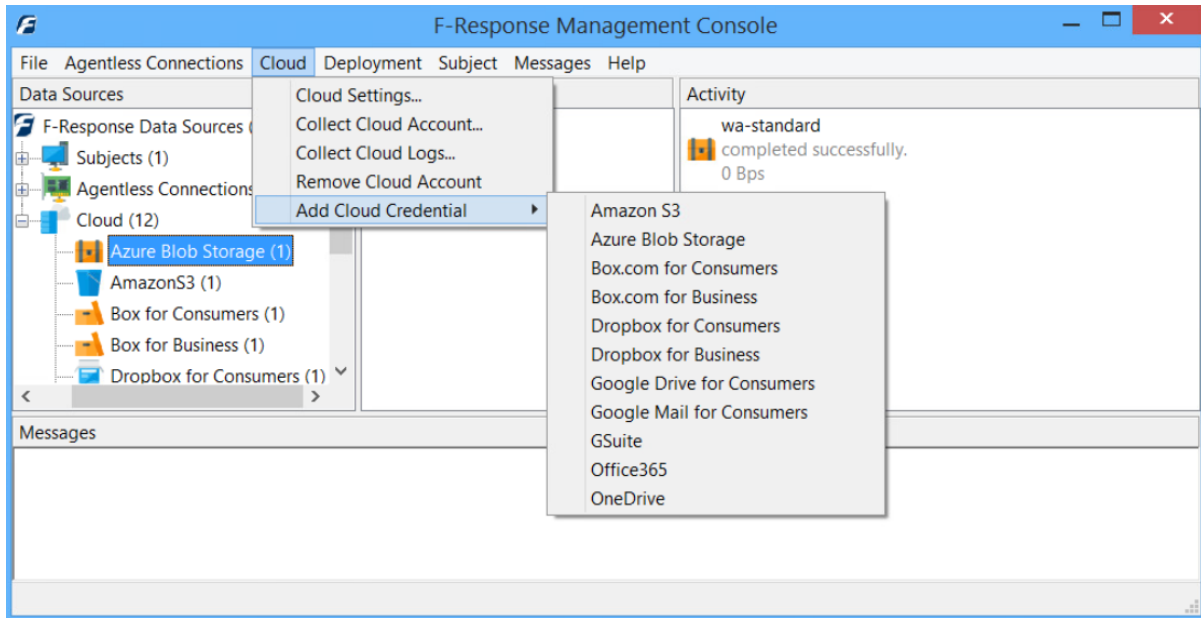 F-Response Management Console
File Agentless Connections Cloud Deployment Subject Messages Help
Data Sources
F-Response Data Sources (
Subjects (1)
Agentless Connections
Cloud (12)
Azure Blob Storage (1)
AmazonS3 (1)
Box for Consumers (1)
Box for Business (1)
Dropbox for Consumers (1)
Cloud Settings...
Collect Cloud Account...
Collect Cloud Logs...
Remove Cloud Account
Add Cloud Credential
Amazon S3
Azure Blob Storage
Box.com for Consumers
Box.com for Business
Dropbox for Consumers
Dropbox for Business
Google Drive for Consumers
Google Mail for Consumers
GSuite
Office365
OneDrive
Activity
wa-standard
completed successfully.
0 Bps
Messages